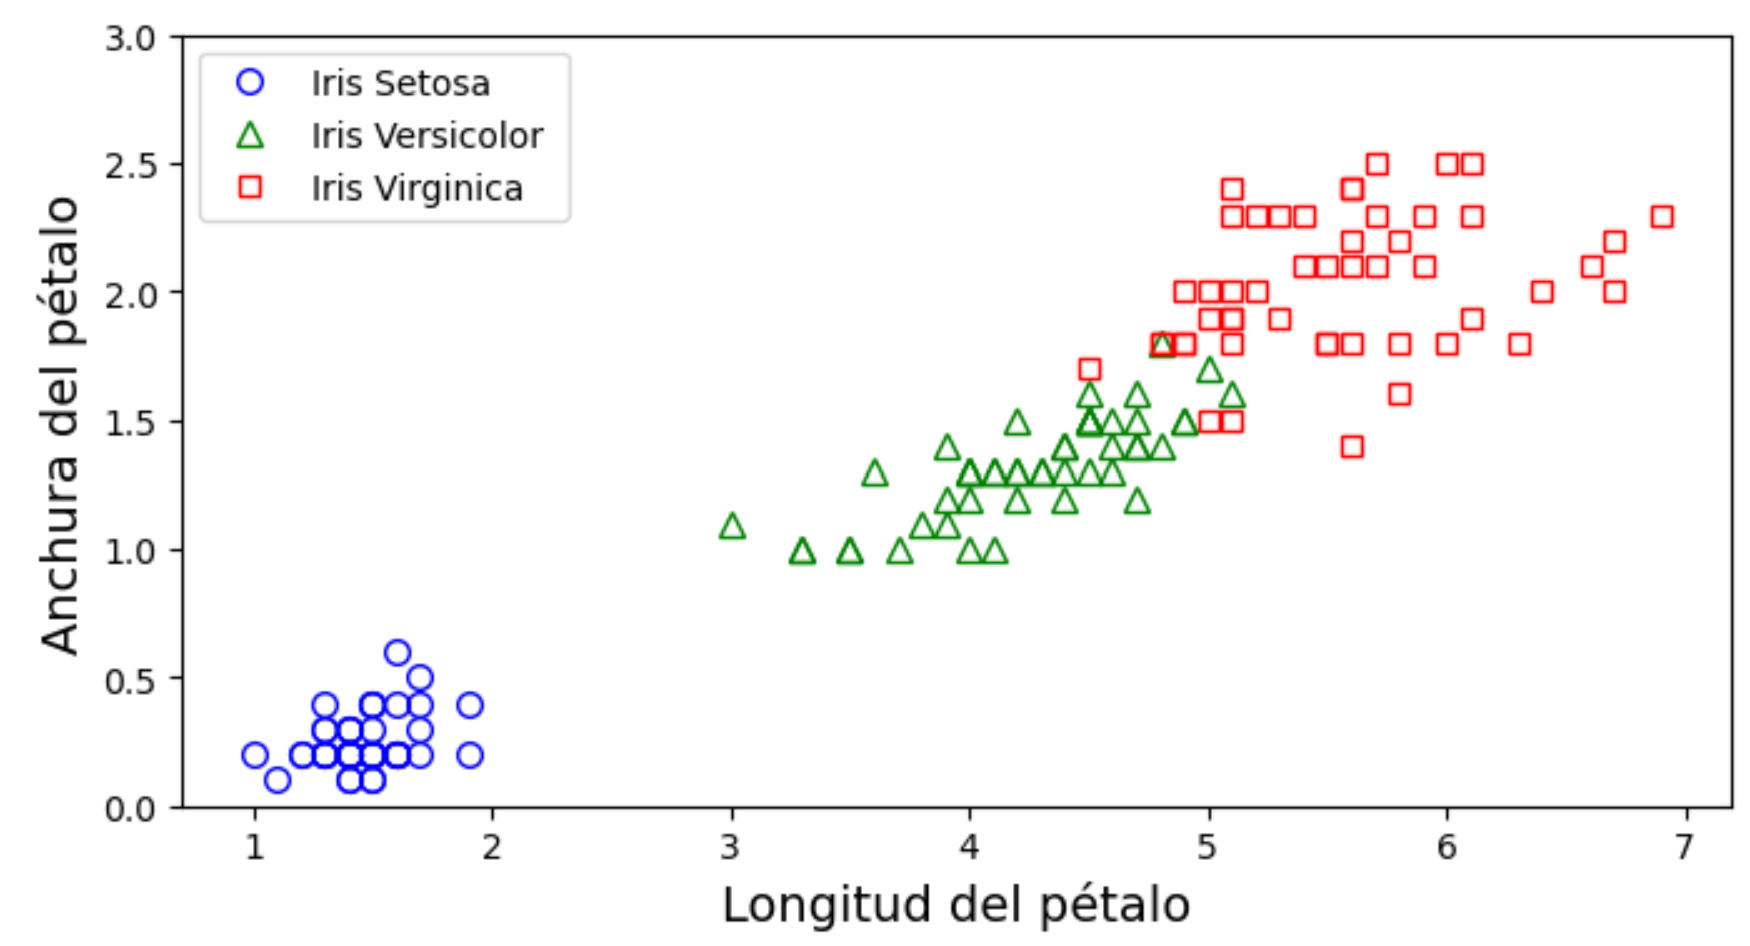 3.0
2.5
2.0
1.5
1.0
0.5
0.0
Anchura del pétalo
Iris Setosa
Iris Versicolor
Iris Virginica
1 2 3 4 5 6 7
Longitud del pétalo